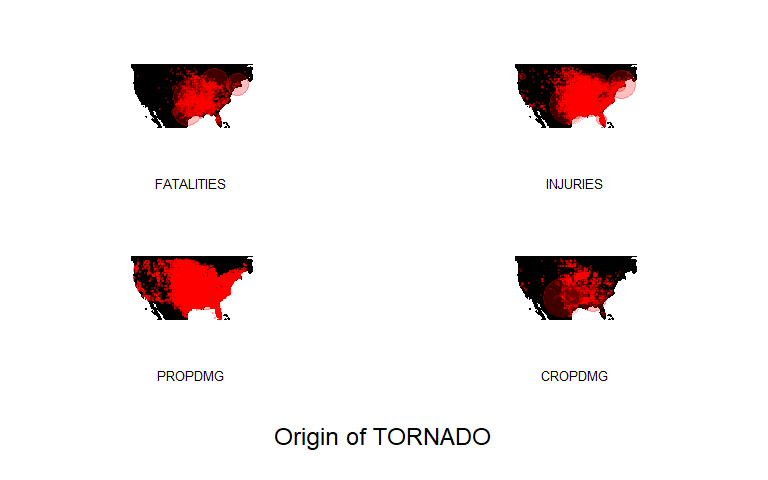 FATALITIES
INJURIES
PROPDMG
CROPDMG
Origin of TORNADO